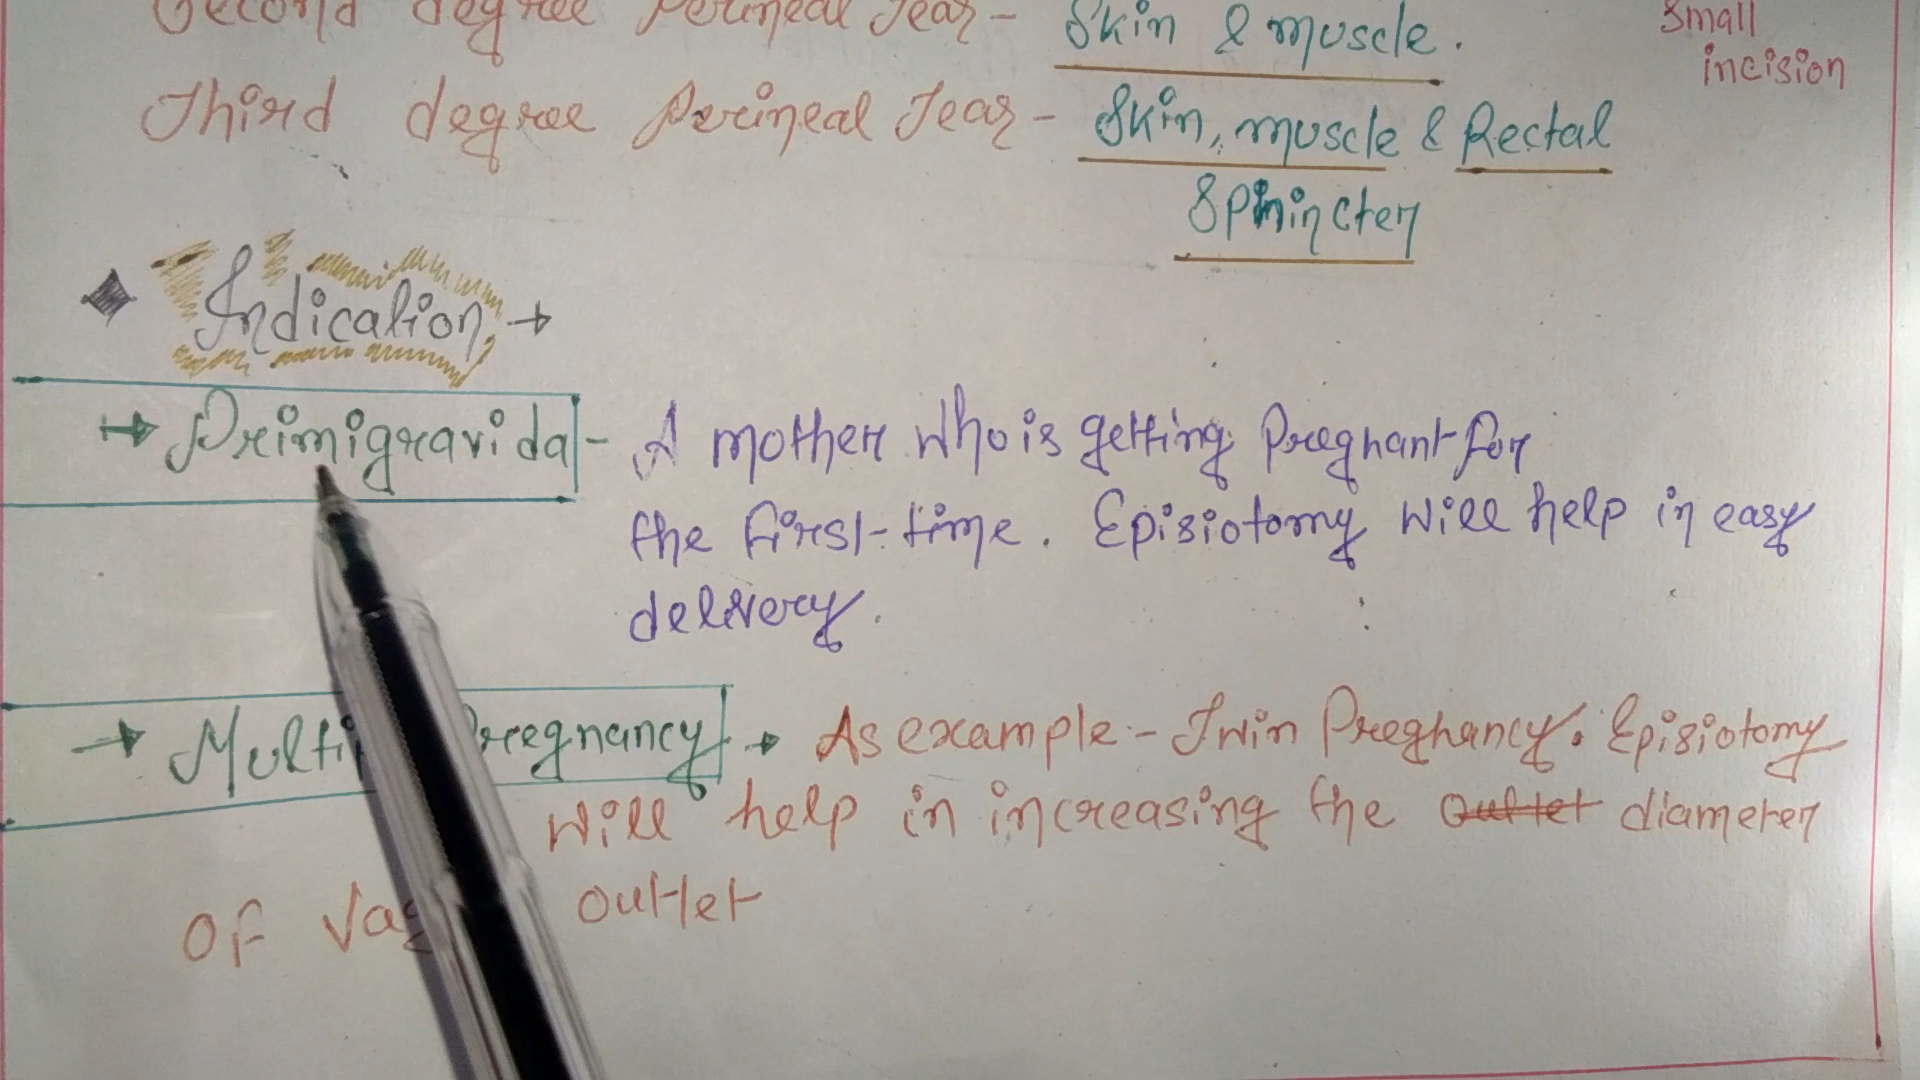 Second degree Perineal Tear - Skin & muscle.
Small
incision
Third degree Perineal Tear - Skin, muscle & Rectal
Sphincter
Indication →
→ Primigravida - A mother who is getting Pregnant for
the first-time. Episiotomy will help in easy
delivery.
→ Pregnancy → As example - Twin Pregnancy. Episiotomy
will help in increasing the outlet diameter
of outlet